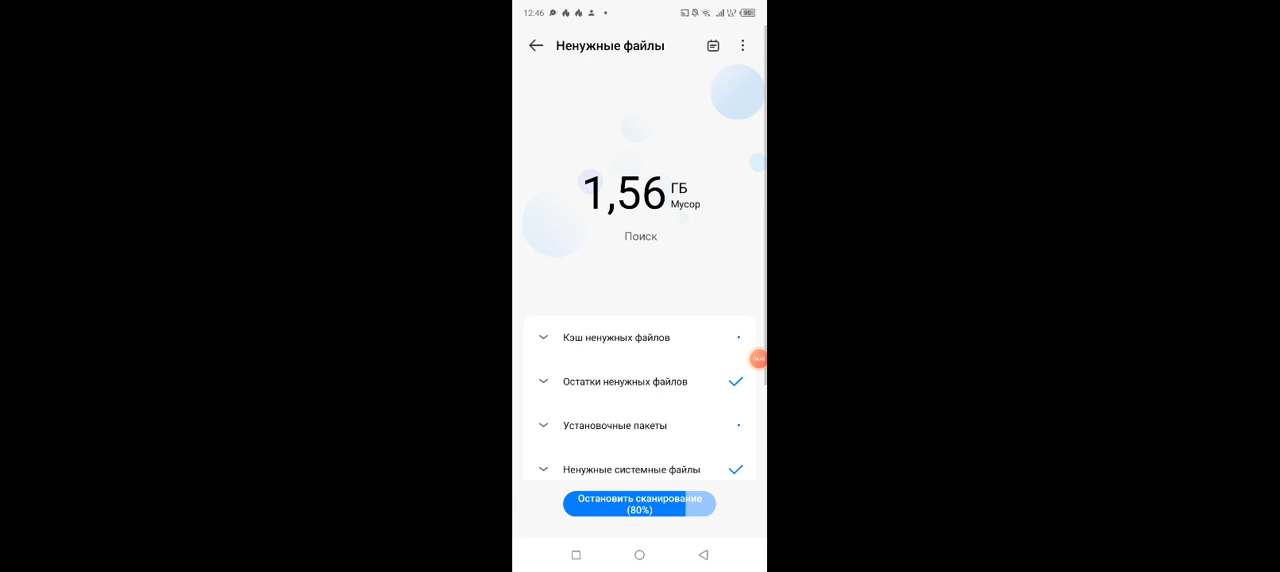 12:46
90
Ненужные файлы
1,56 ГБ
Мусор
Поиск
Кэш ненужных файлов
Остатки ненужных файлов
Установочные пакеты
Ненужные системные файлы
Остановить сканирование
(80%)